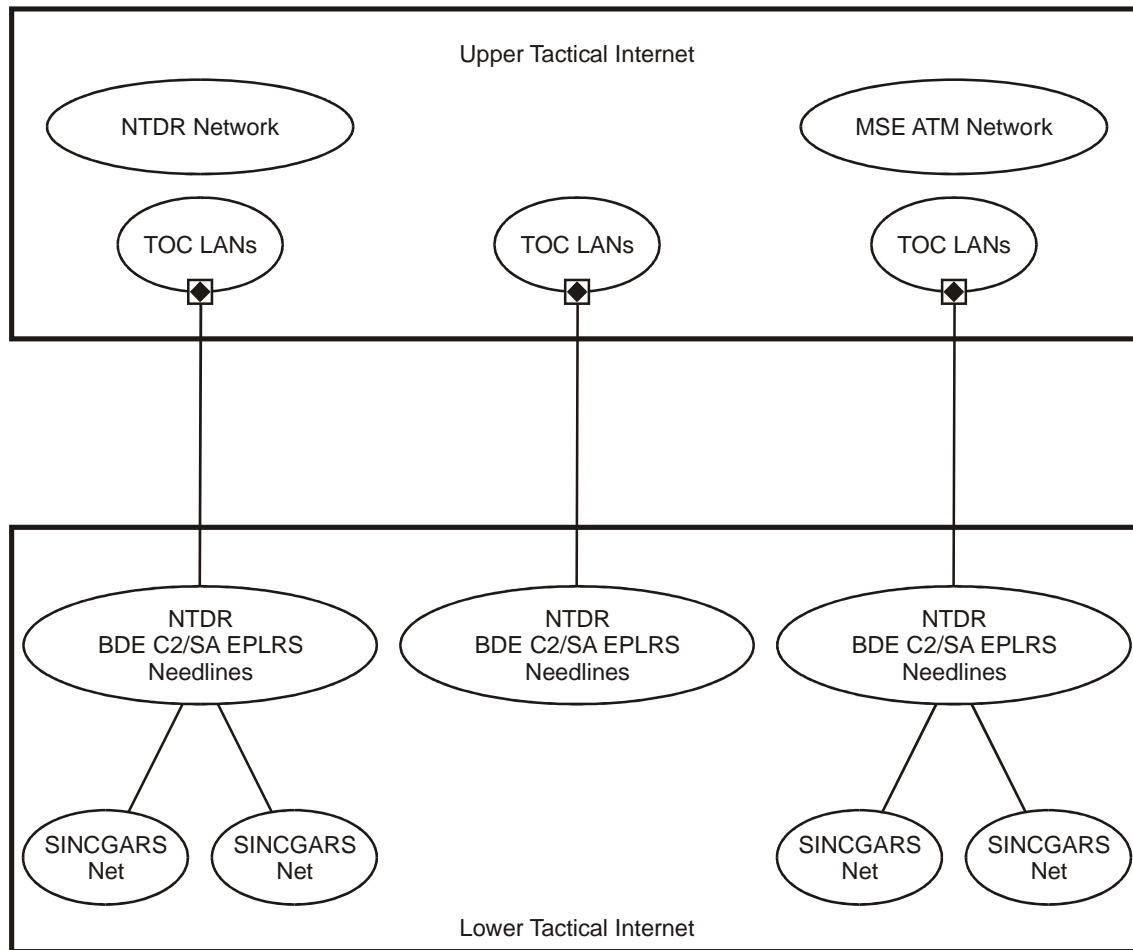 Upper Tactical Internet
NTDR Network
MSE ATM Network
TOC LANs
TOC LANs
TOC LANs
NTDR
BDE C2/SA EPLRS
Needlines
NTDR
BDE C2/SA EPLRS
Needlines
NTDR
BDE C2/SA EPLRS
Needlines
SINCGARS
Net
SINCGARS
Net
SINCGARS
Net
SINCGARS
Net
Lower Tactical Internet